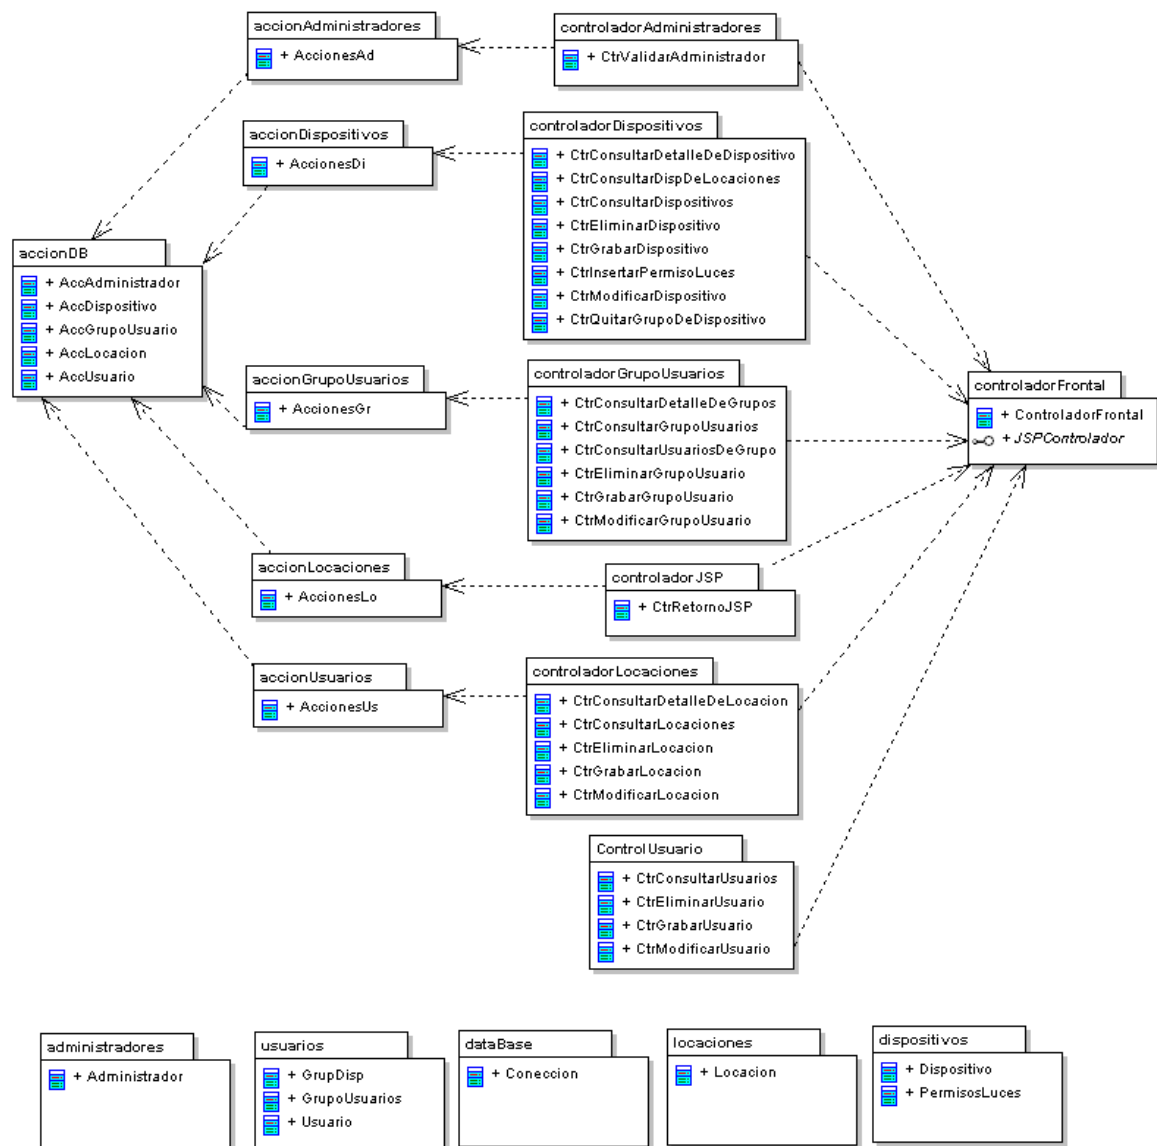 accionAdministradores
+ AccionesAd
controladorAdministradores
+ CtrValidarAdministrador
accionDispositivos
+ AccionesDi
controladorDispositivos
+ CtrConsultarDetalleDeDispositivo
+ CtrConsultarDispDeLocaciones
+ CtrConsultarDispositivos
+ CtrEliminarDispositivo
+ CtrGrabarDispositivo
+ CtrInsertarPermisoLuces
+ CtrModificarDispositivo
+ CtrQuitarGrupoDeDispositivo
accionDB
+ AccAdministrador
+ AccDispositivo
+ AccGrupoUsuario
+ AccLocacion
+ AccUsuario
accionGrupoUsuarios
+ AccionesGr
controladorGrupoUsuarios
+ CtrConsultarDetalleDeGrupos
+ CtrConsultarGrupoUsuarios
+ CtrConsultarUsuariosDeGrupo
+ CtrEliminarGrupoUsuario
+ CtrGrabarGrupoUsuario
+ CtrModificarGrupoUsuario
controladorFrontal
+ ControladorFrontal
+ JSPControlador
accionLocaciones
+ AccionesLo
controladorJSP
+ CtrRetornoJSP
accionUsuarios
+ AccionesUs
controladorLocaciones
+ CtrConsultarDetalleDeLocacion
+ CtrConsultarLocaciones
+ CtrEliminarLocacion
+ CtrGrabarLocacion
+ CtrModificarLocacion
ControlUsuario
+ CtrConsultarUsuarios
+ CtrEliminarUsuario
+ CtrGrabarUsuario
+ CtrModificarUsuario
administradores
+ Administrador
usuarios
+ GrupDisp
+ GrupoUsuarios
+ Usuario
dataBase
+ Coneccion
locaciones
+ Locacion
dispositivos
+ Dispositivo
+ PermisosLuces